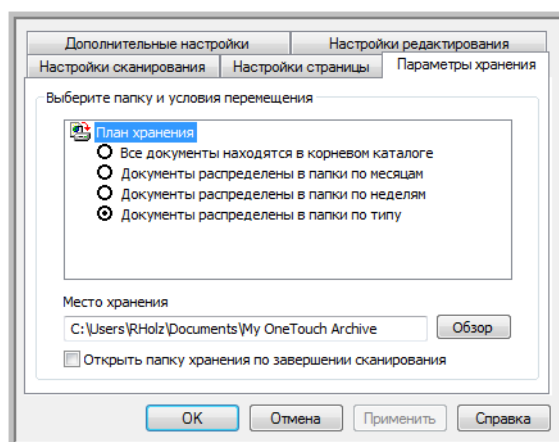 Дополнительные настройки
Настройки редактирования
Настройки сканирования
Настройки страницы
Параметры хранения
Выберите папку и условия перемещения
План хранения
Все документы находятся в корневом каталоге
Документы распределены в папки по месяцам
Документы распределены в папки по неделям
Документы распределены в папки по типу
Место хранения
C:\Users\RHolz\Documents\My OneTouch Archive
Обзор
Открыть папку хранения по завершении сканирования
OK
Отмена
Применить
Справка